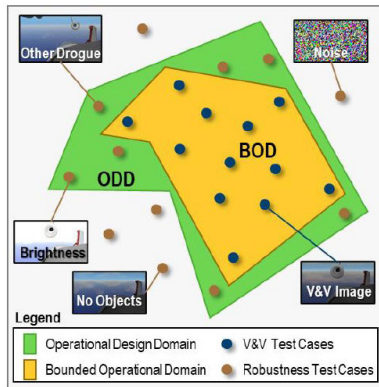 Other Drogue
Noise
BOD
ODD
Brightness
No Objects
V&V Image
Legend
Operational Design Domain
V&V Test Cases
Bounded Operational Domain
Robustness Test Cases